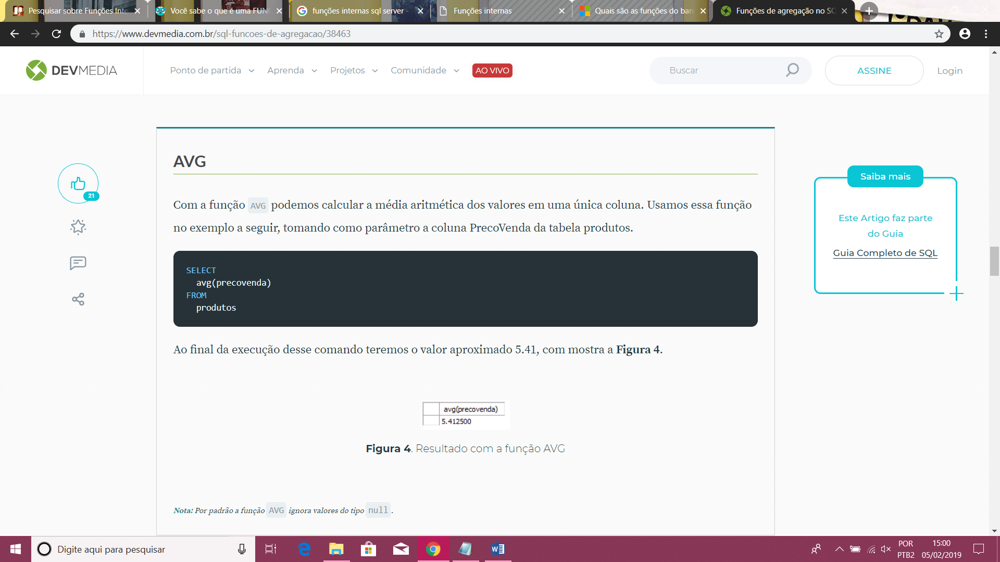 Pesquisar sobre Funções Inte
Você sabe o que é uma FUN
funções internas sql server -
Funções internas
Quais são as funções do ban
Funções de agregação no SQ
https://www.devmedia.com.br/sql-funcoes-de-agregacao/38463
DEVMEDIA
Ponto de partida
Aprenda
Projetos
Comunidade
AO VIVO
Buscar
ASSINE
Login
21
AVG
Com a função AVG podemos calcular a média aritmética dos valores em uma única coluna. Usamos essa função
no exemplo a seguir, tomando como parâmetro a coluna PrecoVenda da tabela produtos.
SELECT
avg(precovenda)
FROM
produtos
Ao final da execução desse comando teremos o valor aproximado 5.41, com mostra a Figura 4.
avg(precovenda)
5.412500
Figura 4. Resultado com a função AVG
Nota: Por padrão a função AVG ignora valores do tipo null .
Saiba mais
Este Artigo faz parte
do Guia
Guia Completo de SQL
Digite aqui para pesquisar
POR
PTB2
15:00
05/02/2019